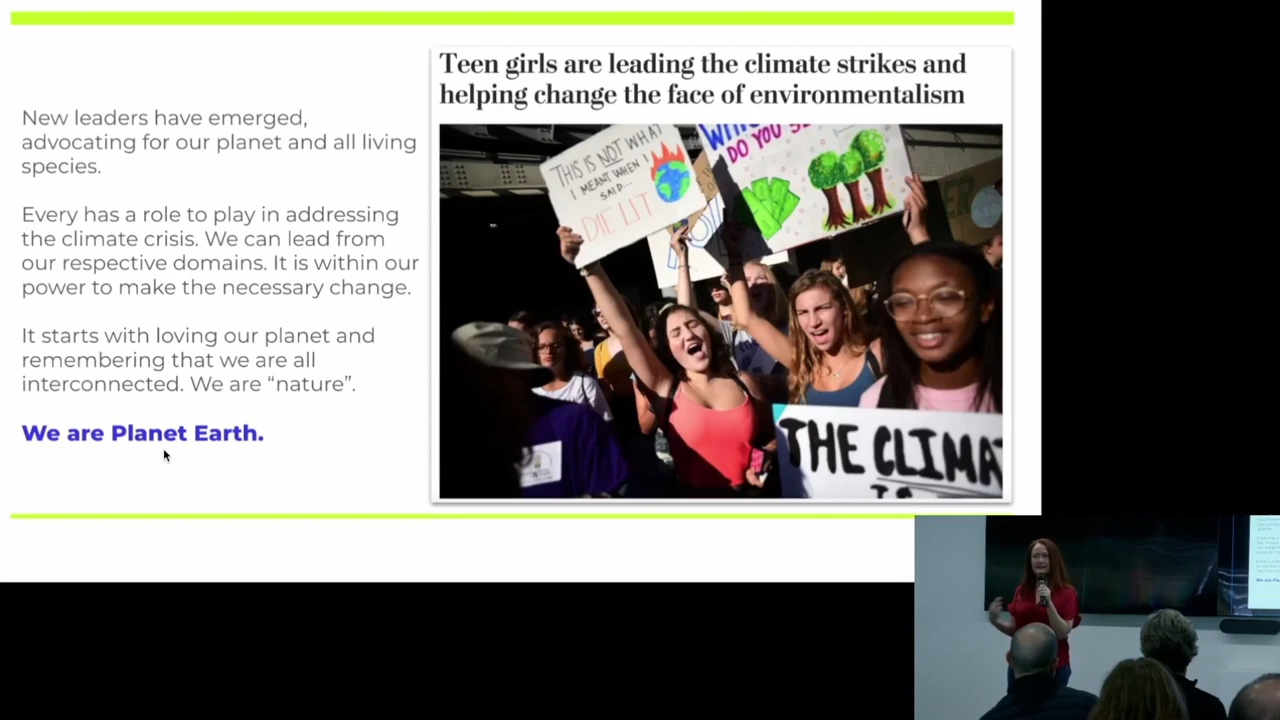 New leaders have emerged,
advocating for our planet and all living
species.
Every has a role to play in addressing
the climate crisis. We can lead from
our respective domains. It is within our
power to make the necessary change.
It starts with loving our planet and
remembering that we are all
interconnected. We are “nature”.
We are Planet Earth.
Teen girls are leading the climate strikes and
helping change the face of environmentalism
THIS IS NOT WHAT
I MEANT WHEN I
SAID...
DIE LIT
DO YOU
THE CLIMA